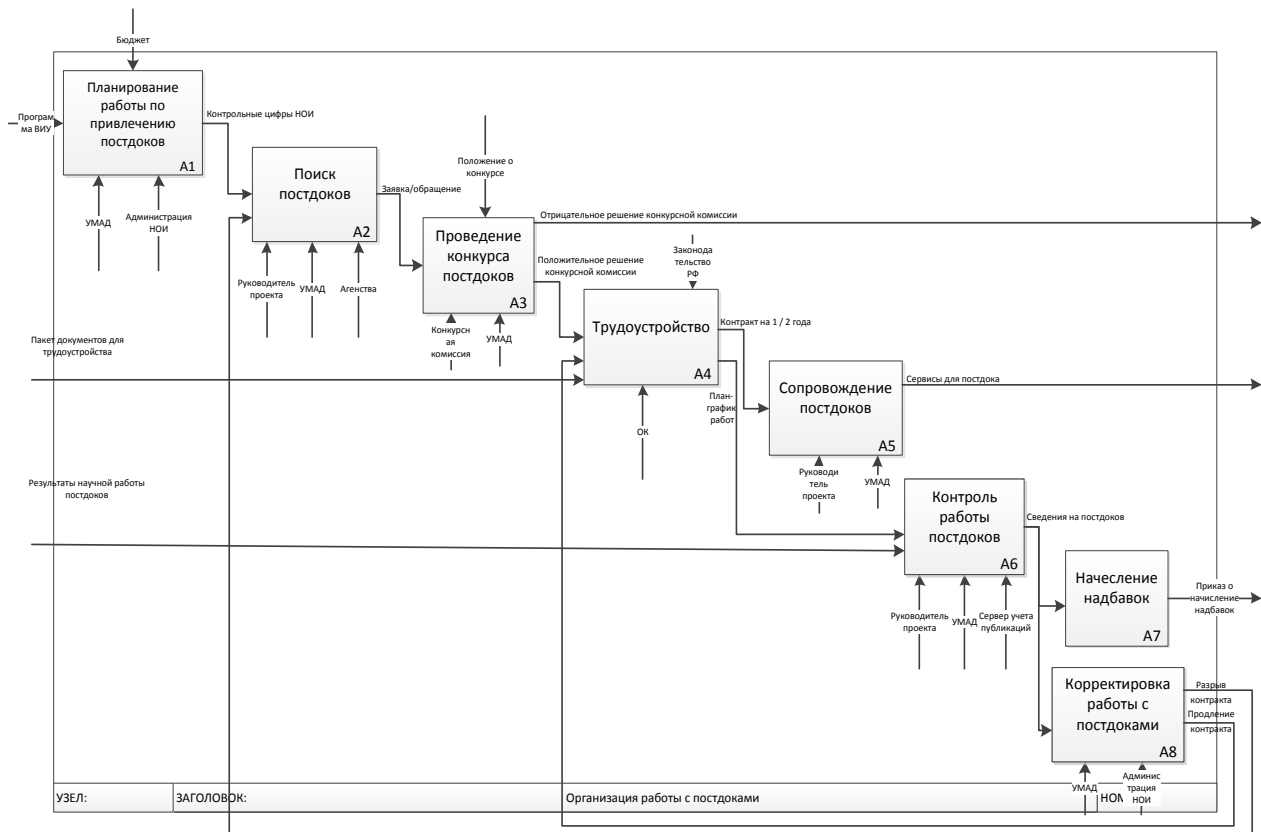 Бюджет
Планирование
работы по
привлечению
постдоков
A1
Програм
ма ВИУ
Контрольные цифры НОИ
УМАД
Администрация
НОИ
Поиск
постдоков
A2
Заявка/обращение
Руководитель
проекта
УМАД
Агенства
Положение о
конкурсе
Проведение
конкурса
постдоков
A3
Отрицательное решение конкурсной комиссии
Положительное решение
конкурсной комиссии
Конкурсн
ая
комиссия
УМАД
Законода
тельство
РФ
Трудоустройство
A4
Контракт на 1 / 2 года
План-
график
работ
ОК
Пакет документов для
трудоустройства
Сопровождение
постдоков
A5
Сервисы для постдока
Руководи
тель
проекта
УМАД
Результаты научной работы
постдоков
Контроль
работы
постдоков
A6
Сведения на постдоков
Руководитель
проекта
УМАД
Сервер учета
публикаций
Начесление
надбавок
A7
Приказ о
начисление
надбавок
Корректировка
работы с
постдоками
A8
Разрыв
контракта
Продление
контракта
УМАД
Админис
трация
НОИ
УЗЕЛ:
ЗАГОЛОВОК:
Организация работы с постдоками